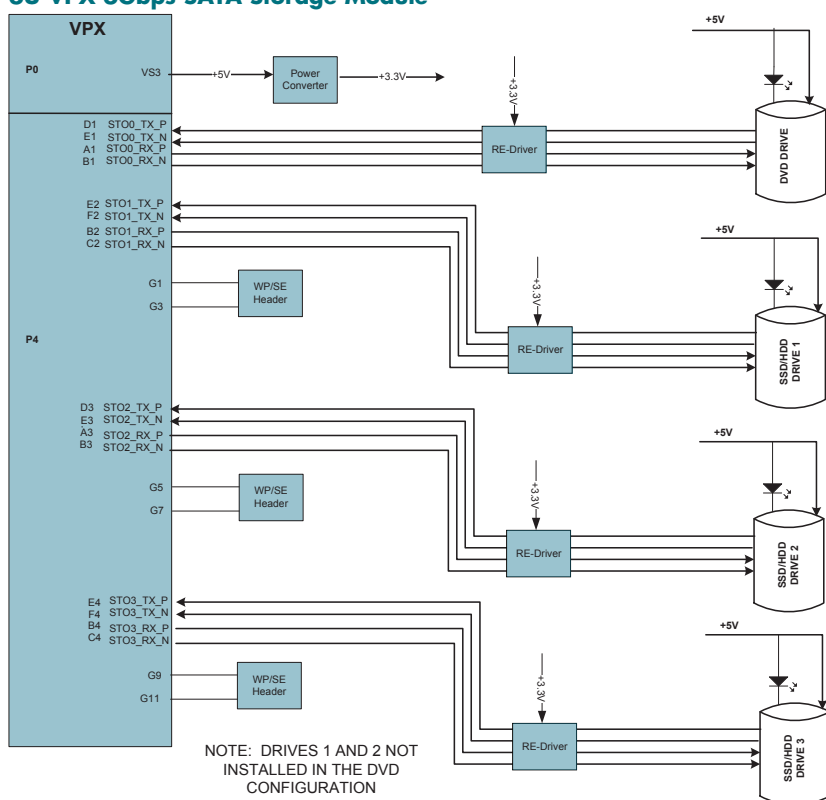 VPX
P0
VS3
+5V
Power
Converter
+3.3V
+5V
+3.3V
D1 STO0_TX_P
E1 STO0_TX_N
A1 STO0_RX_P
B1 STO0_RX_N
RE-Driver
DVD DRIVE
E2 STO1_TX_P
F2 STO1_TX_N
B2 STO1_RX_P
C2 STO1_RX_N
+5V
G1
G3
WP/SE
Header
+3.3V
RE-Driver
SSD/HDD
DRIVE 1
P4
D3 STO2_TX_P
E3 STO2_TX_N
A3 STO2_RX_P
B3 STO2_RX_N
+5V
G5
G7
WP/SE
Header
+3.3V
RE-Driver
SSD/HDD
DRIVE 2
E4 STO3_TX_P
F4 STO3_TX_N
B4 STO3_RX_P
C4 STO3_RX_N
+5V
G9
G11
WP/SE
Header
+3.3V
RE-Driver
SSD/HDD
DRIVE 3
NOTE: DRIVES 1 AND 2 NOT
INSTALLED IN THE DVD
CONFIGURATION